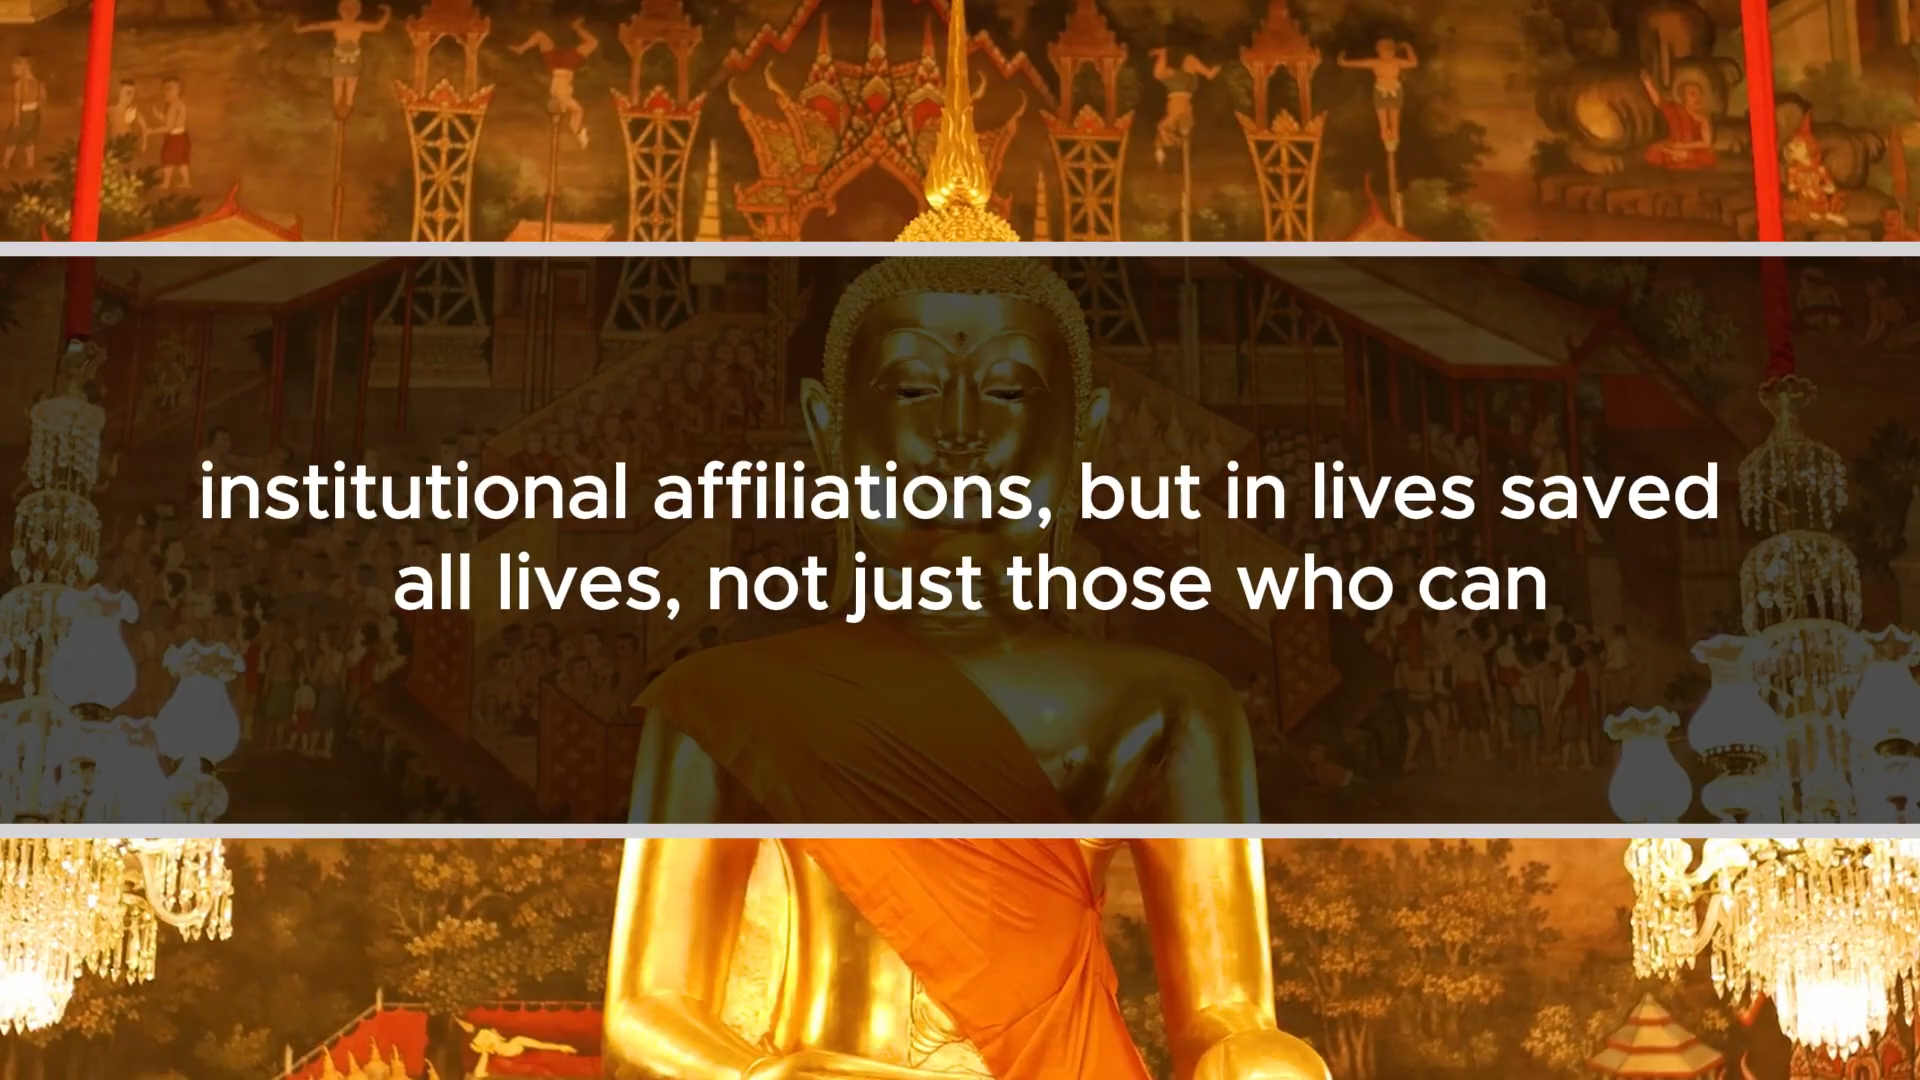 institutional affiliations, but in lives saved
all lives, not just those who can